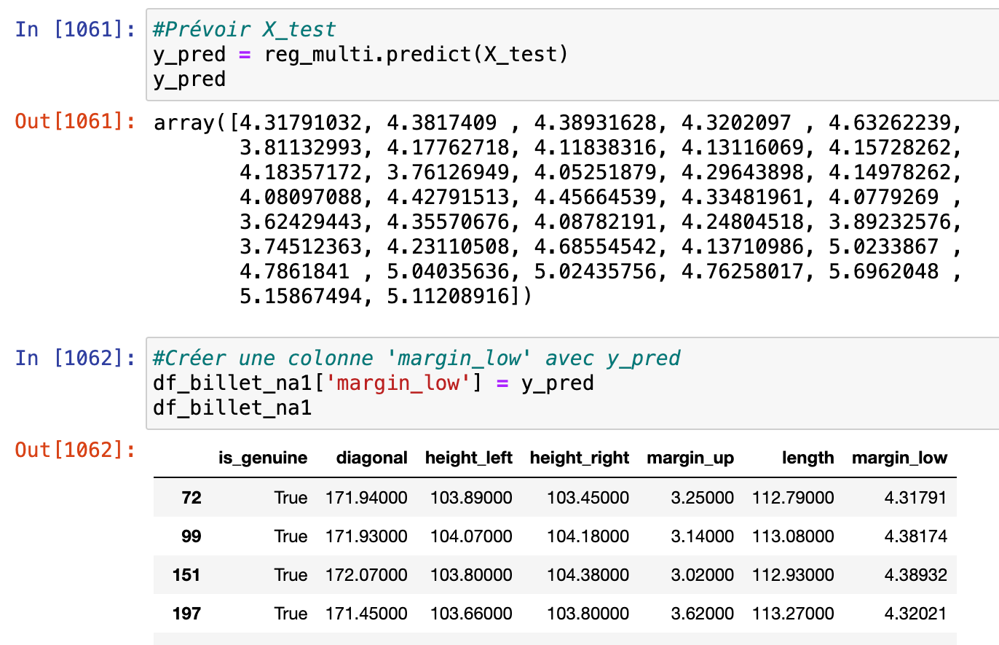 In [1061]: #Prévoir X_test
y_pred = reg_multi.predict(X_test)
y_pred
Out[1061]: array([4.31791032, 4.3817409 , 4.38931628, 4.3202097 , 4.63262239,
3.81132993, 4.17762718, 4.11838316, 4.13116069, 4.15728262,
4.18357172, 3.76126949, 4.05251879, 4.29643898, 4.14978262,
4.08097088, 4.42791513, 4.45664539, 4.33481961, 4.0779269 ,
3.62429443, 4.35570676, 4.08782191, 4.24804518, 3.89232576,
3.74512363, 4.23110508, 4.68554542, 4.13710986, 5.0233867 ,
4.7861841 , 5.04035636, 5.02435756, 4.76258017, 5.6962048 ,
5.15867494, 5.11208916])
In [1062]: #Créer une colonne 'margin_low' avec y_pred
df_billet_na1['margin_low'] = y_pred
df_billet_na1
Out[1062]:
is_genuine diagonal height_left height_right margin_up length margin_low
72 True 171.94000 103.89000 103.45000 3.25000 112.79000 4.31791
99 True 171.93000 104.07000 104.18000 3.14000 113.08000 4.38174
151 True 172.07000 103.80000 104.38000 3.02000 112.93000 4.38932
197 True 171.45000 103.66000 103.80000 3.62000 113.27000 4.32021